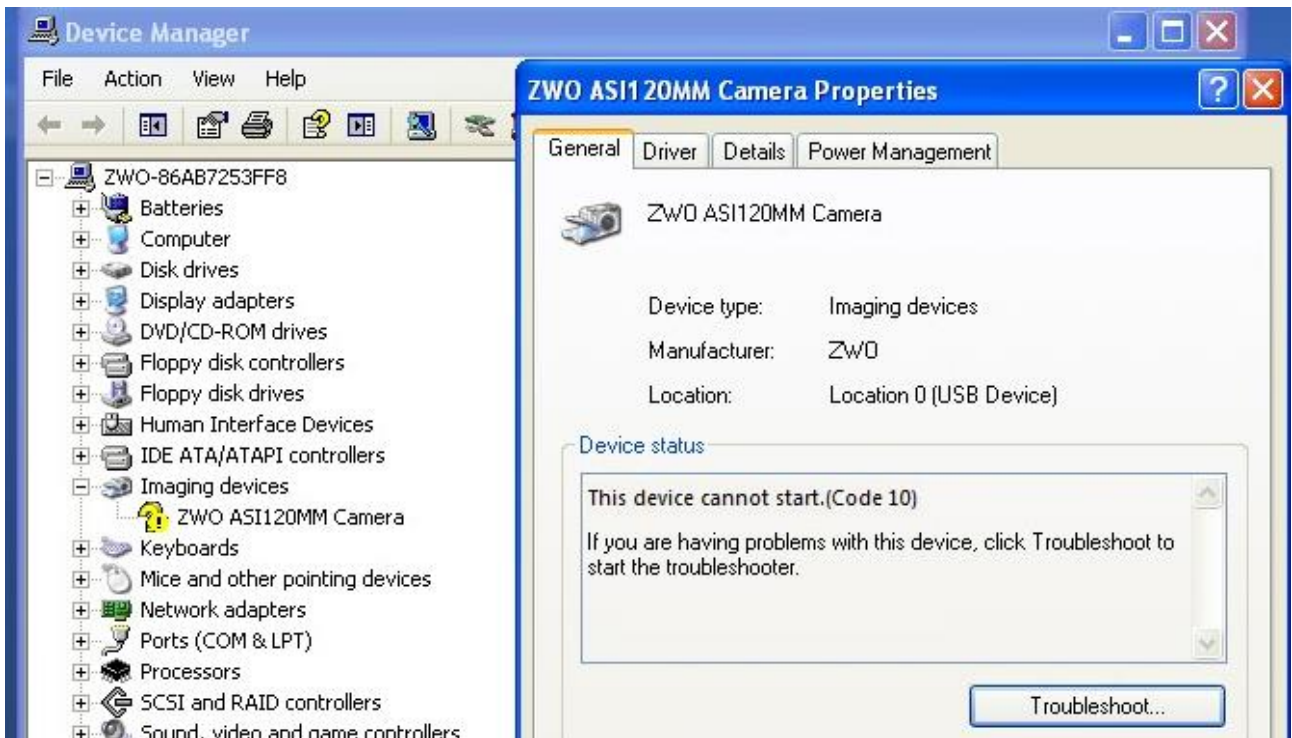 Device Manager
File Action View Help
ZWO-86AB7253FF8
Batteries
Computer
Disk drives
Display adapters
DVD/CD-ROM drives
Floppy disk controllers
Floppy disk drives
Human Interface Devices
IDE ATA/ATAPI controllers
Imaging devices
ZWO ASI120MM Camera
Keyboards
Mice and other pointing devices
Network adapters
Ports (COM & LPT)
Processors
SCSI and RAID controllers
Sound, video and game controllers
ZWO ASI120MM Camera Properties
General Driver Details Power Management
ZWO ASI120MM Camera
Device type: Imaging devices
Manufacturer: ZWO
Location: Location 0 (USB Device)
Device status
This device cannot start.(Code 10)
If you are having problems with this device, click Troubleshoot to
start the troubleshooter.
Troubleshoot...